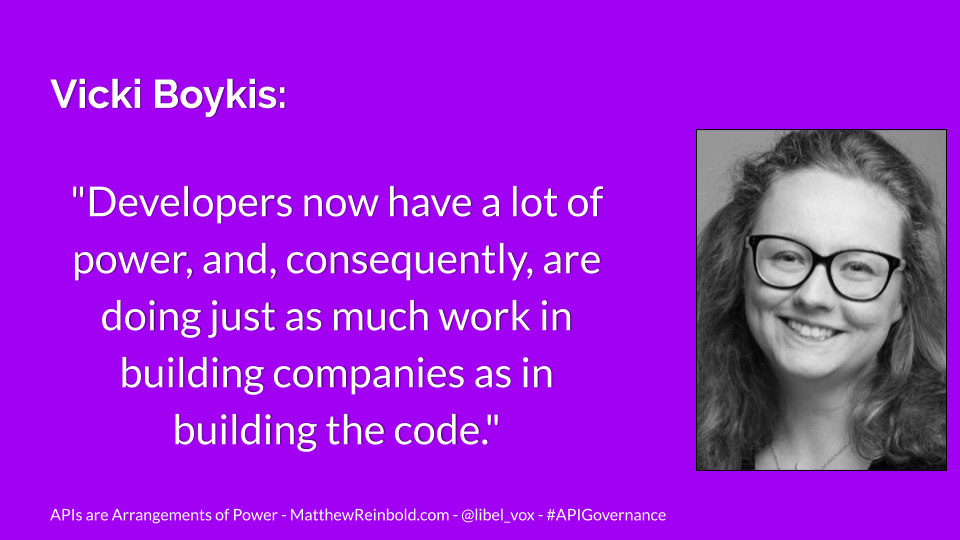 Vicki Boykis:
"Developers now have a lot of
power, and, consequently, are
doing just as much work in
building companies as in
building the code."
APIs are Arrangements of Power - MatthewReinbold.com - @libel_vox - #APIGovernance